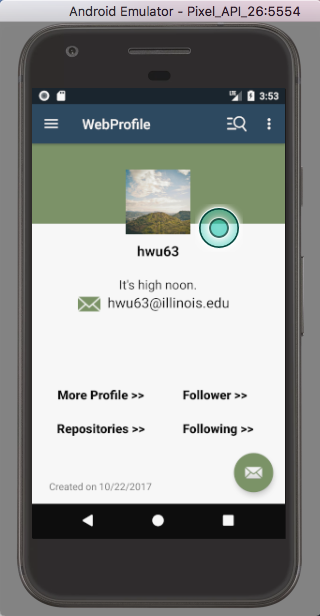 Android Emulator - Pixel_API_26:5554
LTE 3:53
WebProfile
hwu63
It's high noon.
hwu63@illinois.edu
More Profile >> Follower >>
Repositories >> Following >>
Created on 10/22/2017